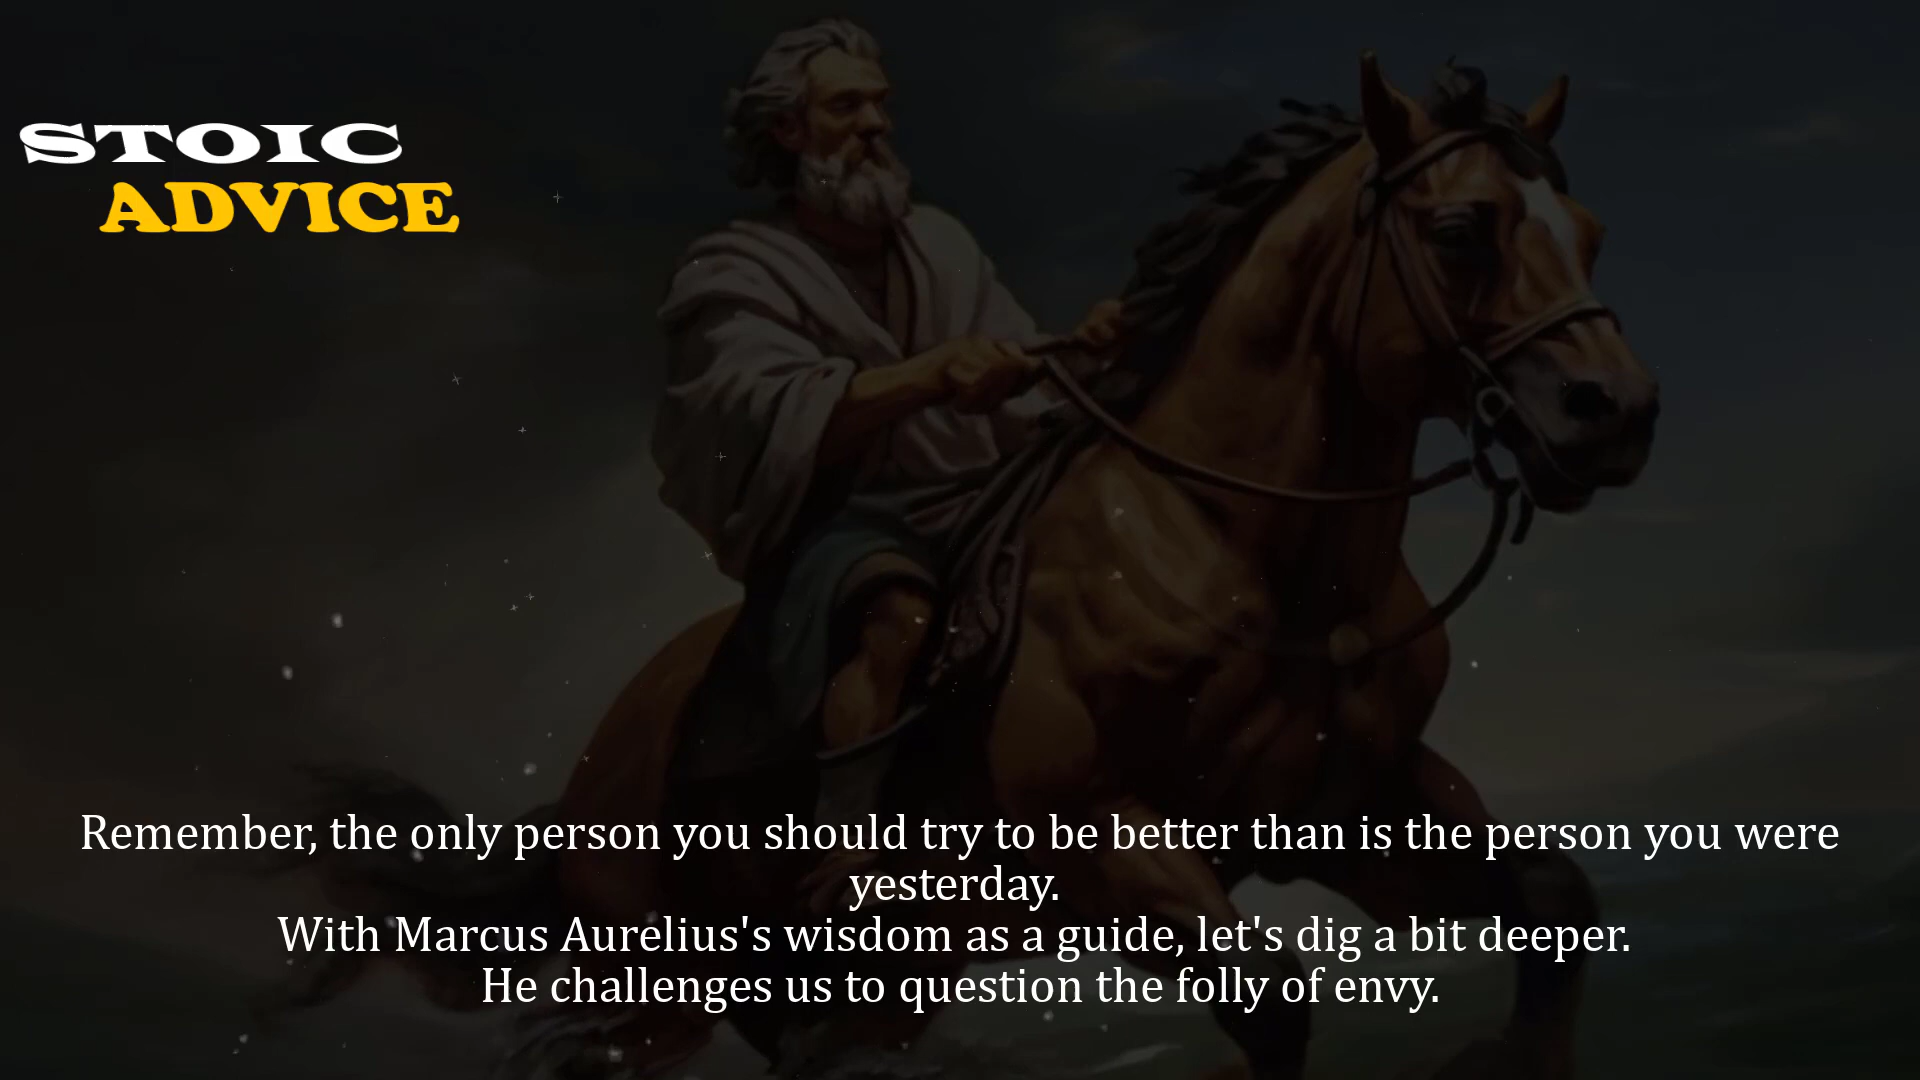 STOIC
ADVICE
Remember, the only person you should try to be better than is the person you were
yesterday.
With Marcus Aurelius's wisdom as a guide, let's dig a bit deeper.
He challenges us to question the folly of envy.